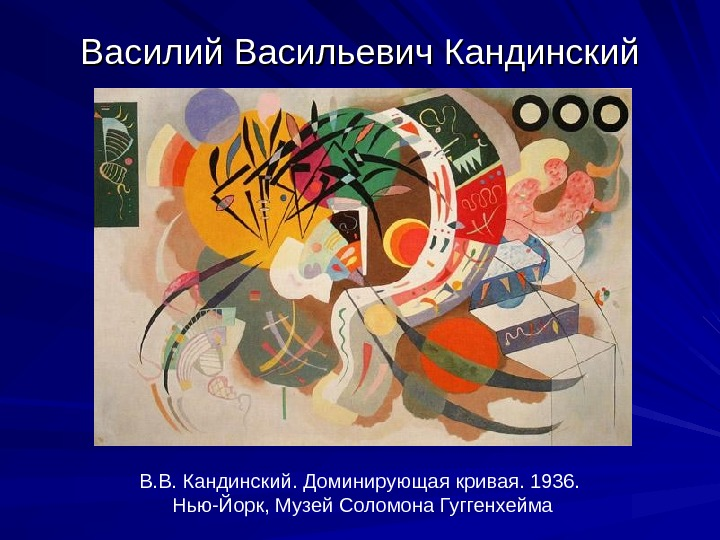 Василий Васильевич Кандинский
В.В. Кандинский. Доминирующая кривая. 1936.
Нью-Йорк, Музей Соломона Гуггенхейма